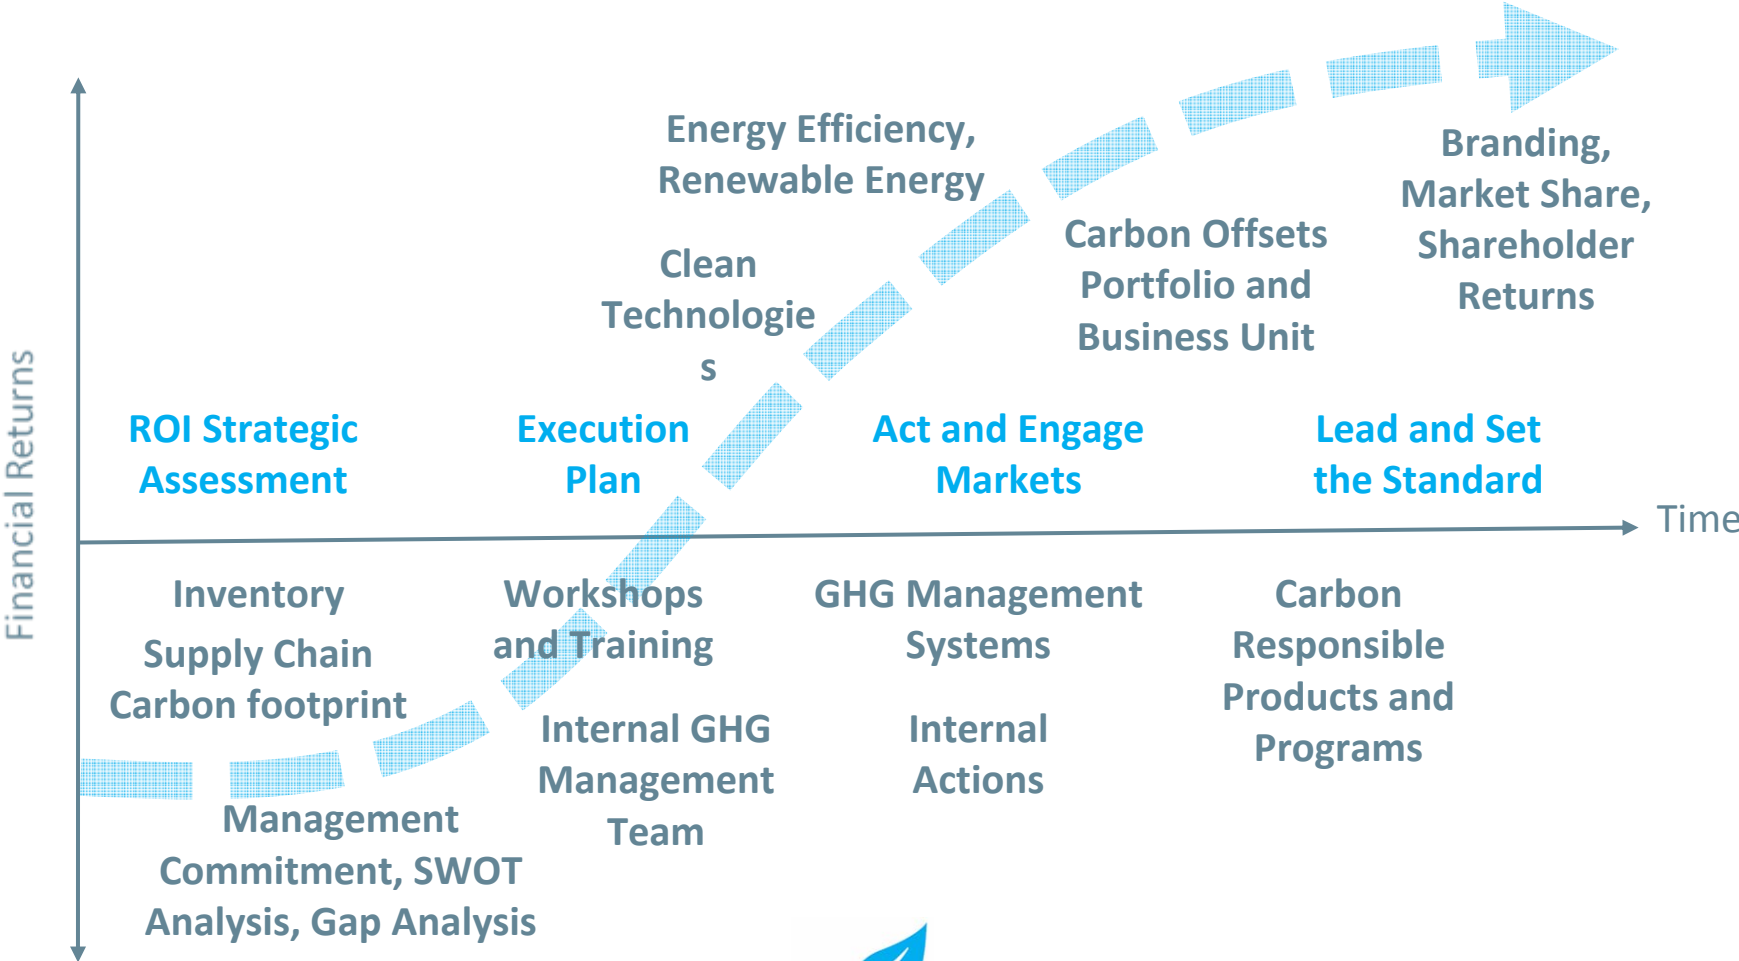 Energy Efficiency,
Renewable Energy
Clean
Technologie
s
Carbon Offsets
Portfolio and
Business Unit
Branding,
Market Share,
Shareholder
Returns
Financial Returns
ROI Strategic
Assessment
Execution
Plan
Act and Engage
Markets
Lead and Set
the Standard
Time
Inventory
Supply Chain
Carbon footprint
Management
Commitment, SWOT
Analysis, Gap Analysis
Workshops
and Training
Internal GHG
Management
Team
GHG Management
Systems
Internal
Actions
Carbon
Responsible
Products and
Programs